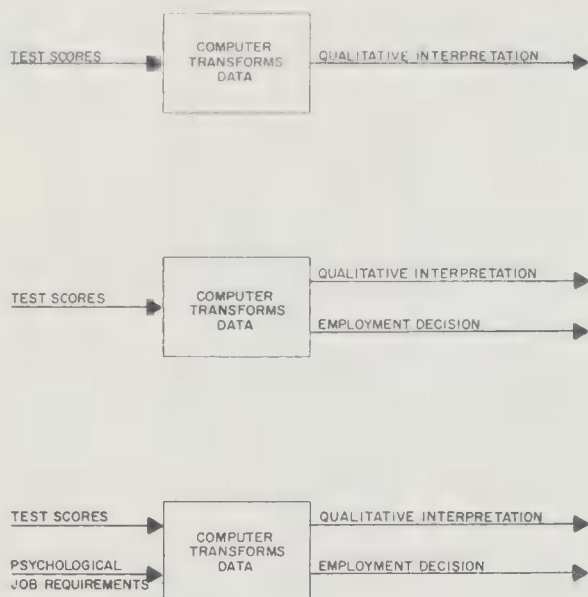 TEST SCORES
COMPUTER
TRANSFORMS
DATA
QUALITATIVE INTERPRETATION
TEST SCORES
COMPUTER
TRANSFORMS
DATA
QUALITATIVE INTERPRETATION
EMPLOYMENT DECISION
TEST SCORES
PSYCHOLOGICAL
JOB REQUIREMENTS
COMPUTER
TRANSFORMS
DATA
QUALITATIVE INTERPRETATION
EMPLOYMENT DECISION